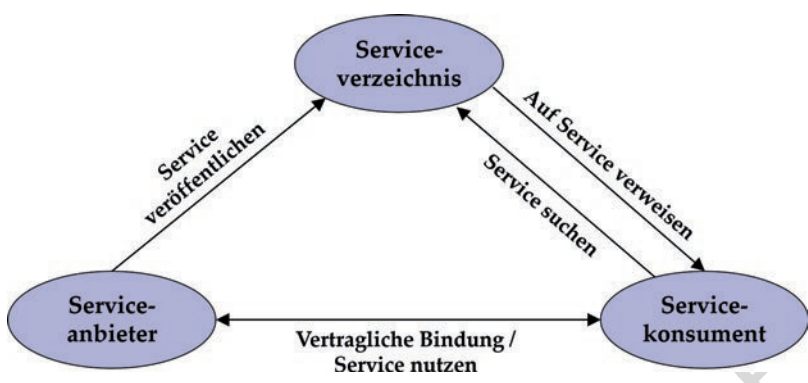 Service-
verzeichnis
Service
veröffentlichen
Auf Service verweisen
Service suchen
Service-
anbieter
Vertragliche Bindung /
Service nutzen
Service-
konsument